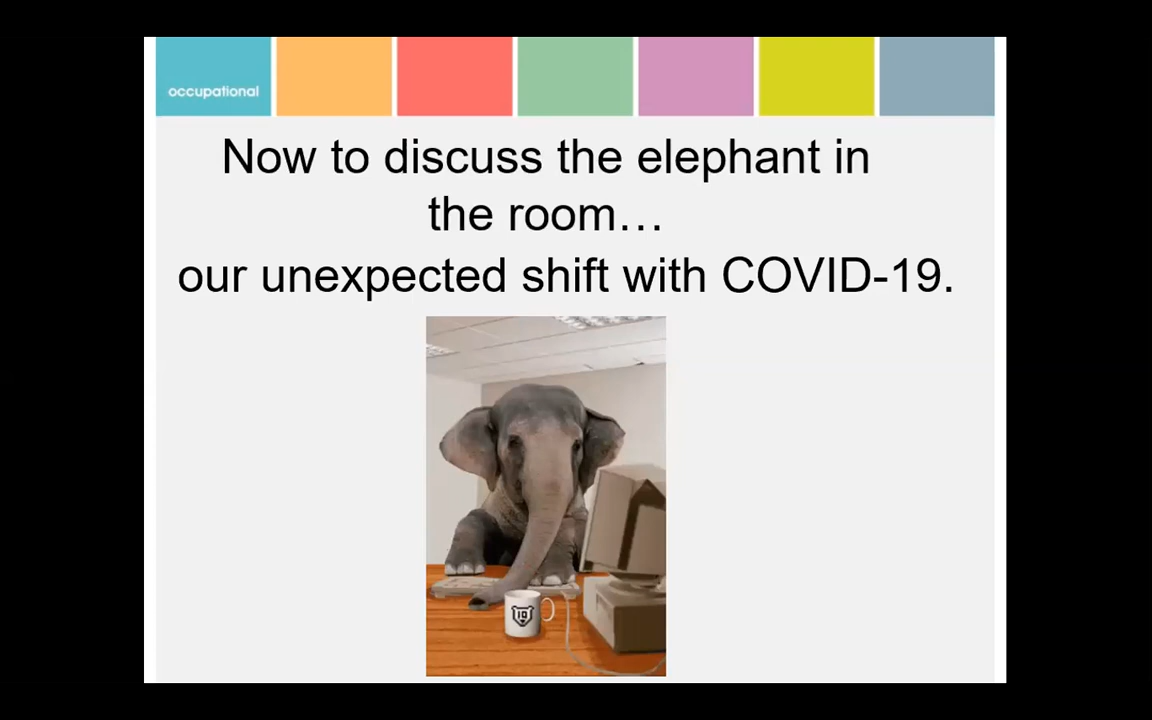 occupational
Now to discuss the elephant in
the room…
our unexpected shift with COVID-19.